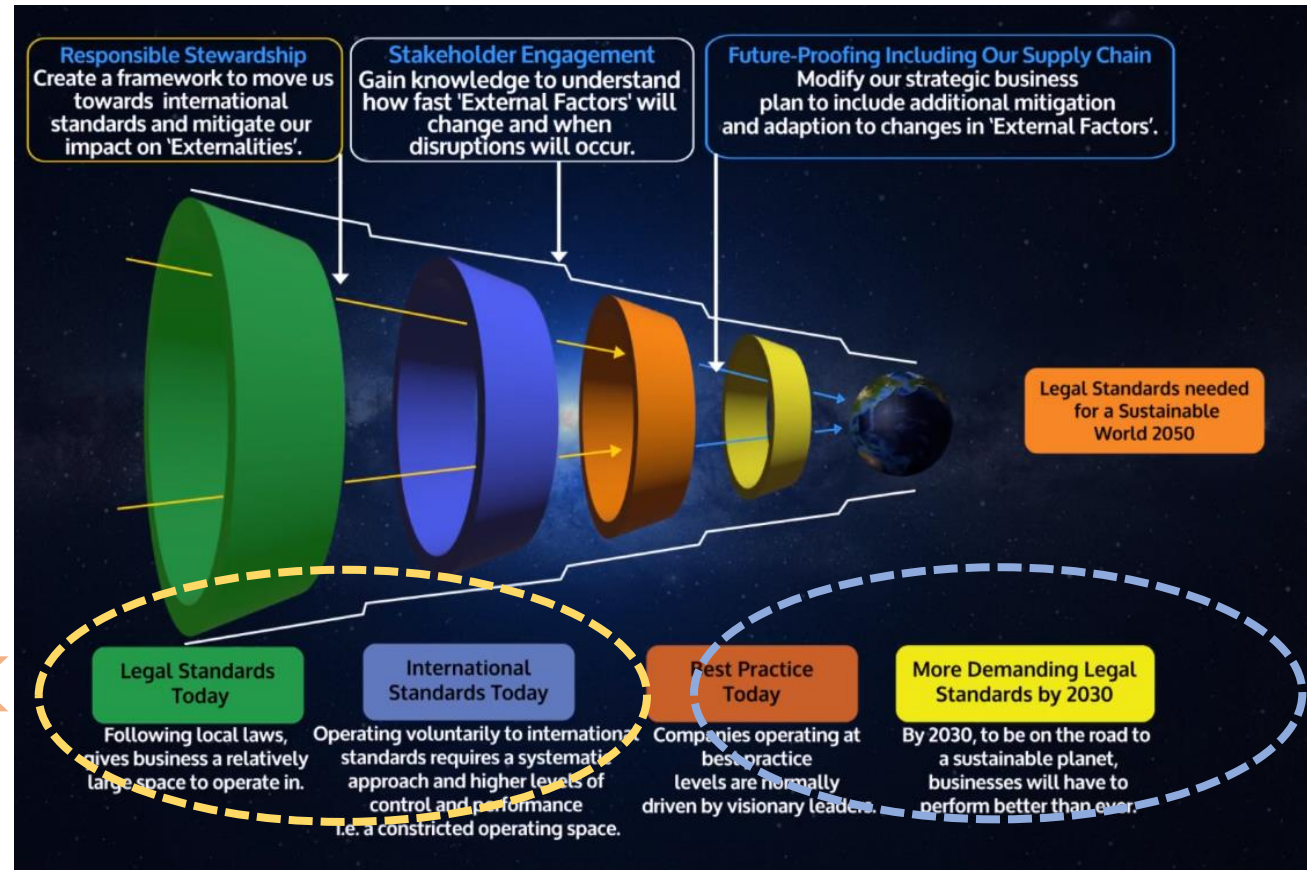 Responsible Stewardship
Create a framework to move us
towards international
standards and mitigate our
impact on 'Externalities'.
Stakeholder Engagement
Gain knowledge to understand
how fast 'External Factors' will
change and when
disruptions will occur.
Future-Proofing Including Our Supply Chain
Modify our strategic business
plan to include additional mitigation
and adaption to changes in 'External Factors'.
Legal Standards needed
for a Sustainable
World 2050
Legal Standards
Today
Following local laws,
gives business a relatively
large space to operate in.
International
Standards Today
Operating voluntarily to international
standards requires a systematic
approach and higher levels of
control and performance
i.e. a constricted operating space.
Best Practice
Today
Companies operating at
best practice
levels are normally
driven by visionary leaders.
More Demanding Legal
Standards by 2030
By 2030, to be on the road to
a sustainable planet,
businesses will have to
perform better than ever.